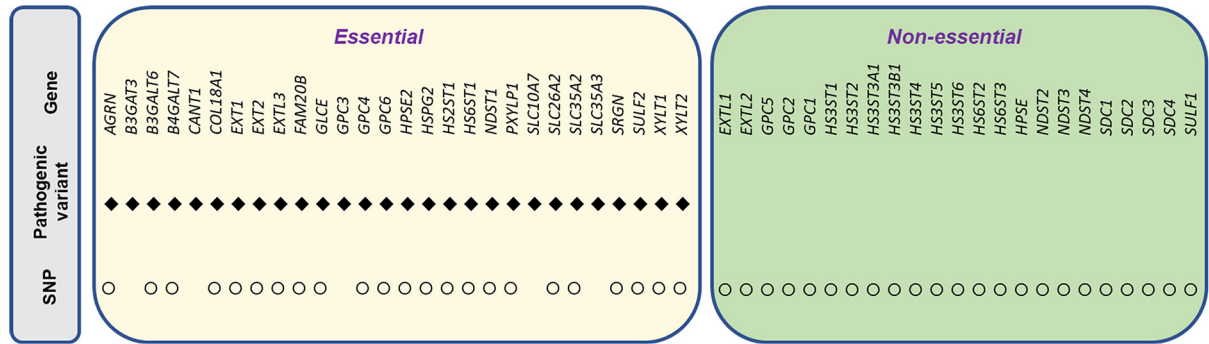 Essential
Non-essential
Gene
AGRN
B3GAT3
B3GALT6
B4GALT7
CANT1
COL18A1
EXT1
EXT2
EXTL3
FAM20B
GLCE
GPC3
GPC4
GPC6
HPSE2
HSPG2
HS2ST1
HS6ST1
NDST1
PXYLP1
SLC10A7
SLC26A2
SLC35A2
SLC35A3
SRGN
SULF2
XYLT1
XYLT2
EXTL1
EXTL2
GPC5
GPC2
GPC1
HS3ST1
HS3ST2
HS3ST3A1
HS3ST3B1
HS3ST4
HS3ST5
HS3ST6
HS6ST2
HS6ST3
HPSE
NDST2
NDST3
NDST4
SDC1
SDC2
SDC3
SDC4
SULF1
Pathogenic
variant
SNP